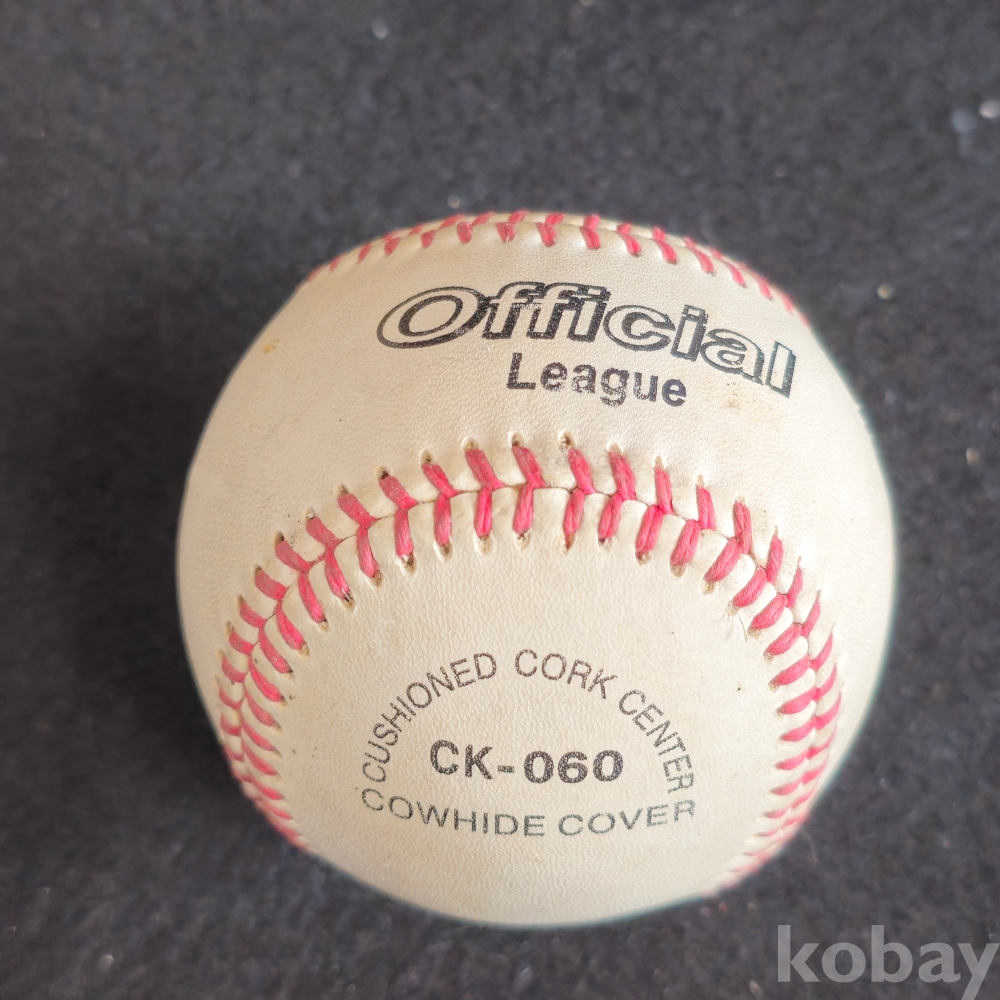 Official
League
CUSHIONED CORK CENTER
CK-060
COWHIDE COVER
kobay